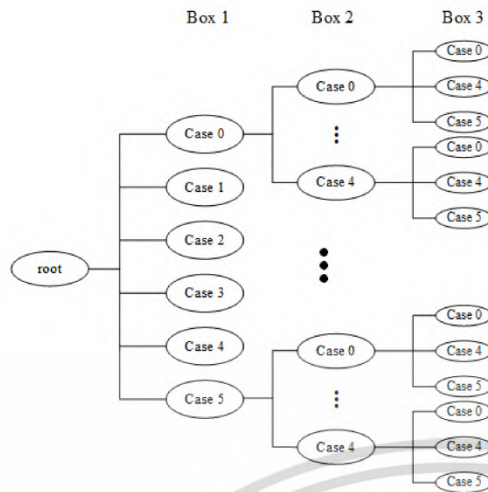 Box 1 Box 2 Box 3
Case 0
Case 0 Case 4
Case 5
Case 0 Case 0
Case 1 Case 4 Case 4
Case 5
Case 2
root
Case 3
Case 0
Case 4 Case 0 Case 4
Case 5 Case 5
Case 0
Case 4 Case 4
Case 5